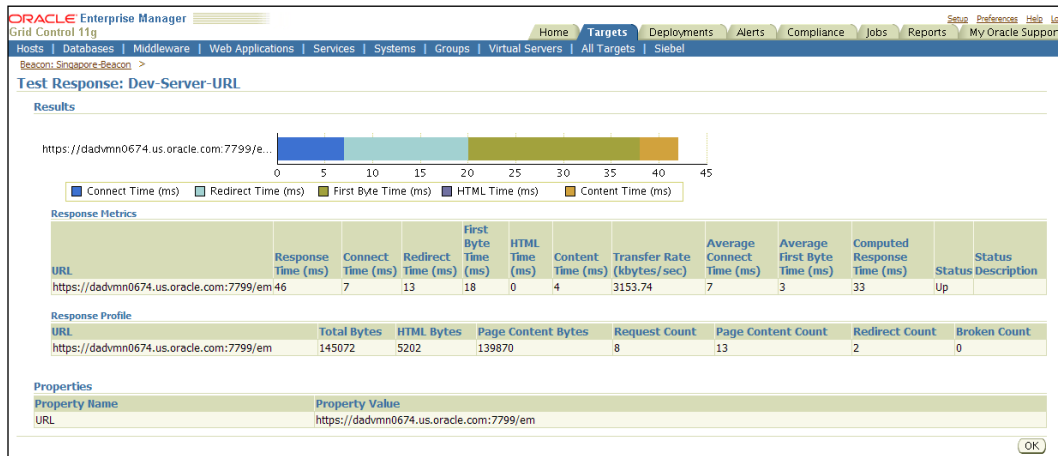 ORACLE Enterprise Manager
Grid Control 11g
Setup Preferences Help
Home Targets Deployments Alerts Compliance Jobs Reports My Oracle Support
Hosts | Databases | Middleware | Web Applications | Services | Systems | Groups | Virtual Servers | All Targets | Siebel
Beacon: Singapore-Beacon >
Test Response: Dev-Server-URL
Results
https://dadvmn0674.us.oracle.com:7799/e...
0 5 10 15 20 25 30 35 40 45
Connect Time (ms) Redirect Time (ms) First Byte Time (ms) HTML Time (ms) Content Time (ms)
Response Metrics
URL Response Time (ms) Connect Time (ms) Redirect Time (ms) First Byte Time (ms) HTML Time (ms) Content Time (ms) Transfer Rate (kbytes/sec) Average Connect Time (ms) Average First Byte Time (ms) Computed Response Time (ms) Status Status Description
https://dadvmn0674.us.oracle.com:7799/em 46 7 13 18 0 4 3153.74 7 3 33 Up
Response Profile
URL Total Bytes HTML Bytes Page Content Bytes Request Count Page Content Count Redirect Count Broken Count
https://dadvmn0674.us.oracle.com:7799/em 145072 5202 139870 8 13 2 0
Properties
Property Name Property Value
URL https://dadvmn0674.us.oracle.com:7799/em
OK